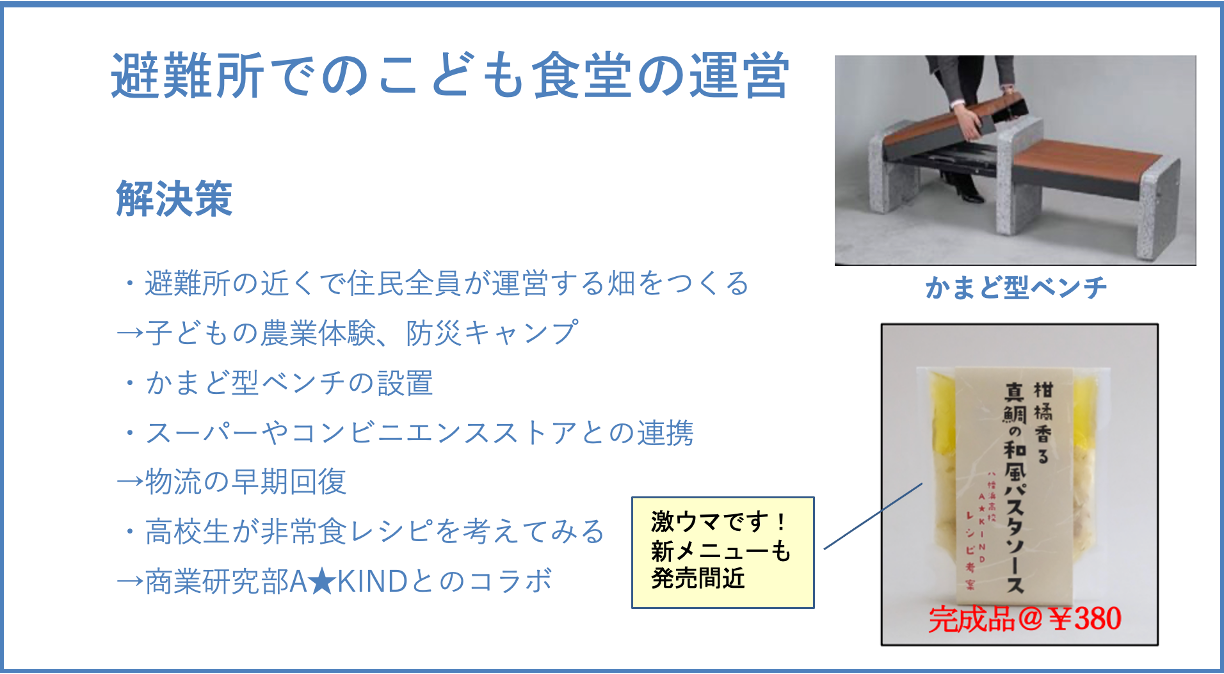 避難所でのこども食堂の運営
解決策
・避難所の近くで住民全員が運営する畑をつくる
→子どもの農業体験、防災キャンプ
・かまど型ベンチの設置
・スーパーやコンビニエンスストアとの連携
→物流の早期回復
・高校生が非常食レシピを考えてみる
→商業研究部A★KINDとのコラボ
かまど型ベンチ
激ウマです！
新メニューも
発売間近
柑橘香る
真鯛の和風パスタソース
八幡浜高校
A★KIND
レシピ考案
完成品＠￥380